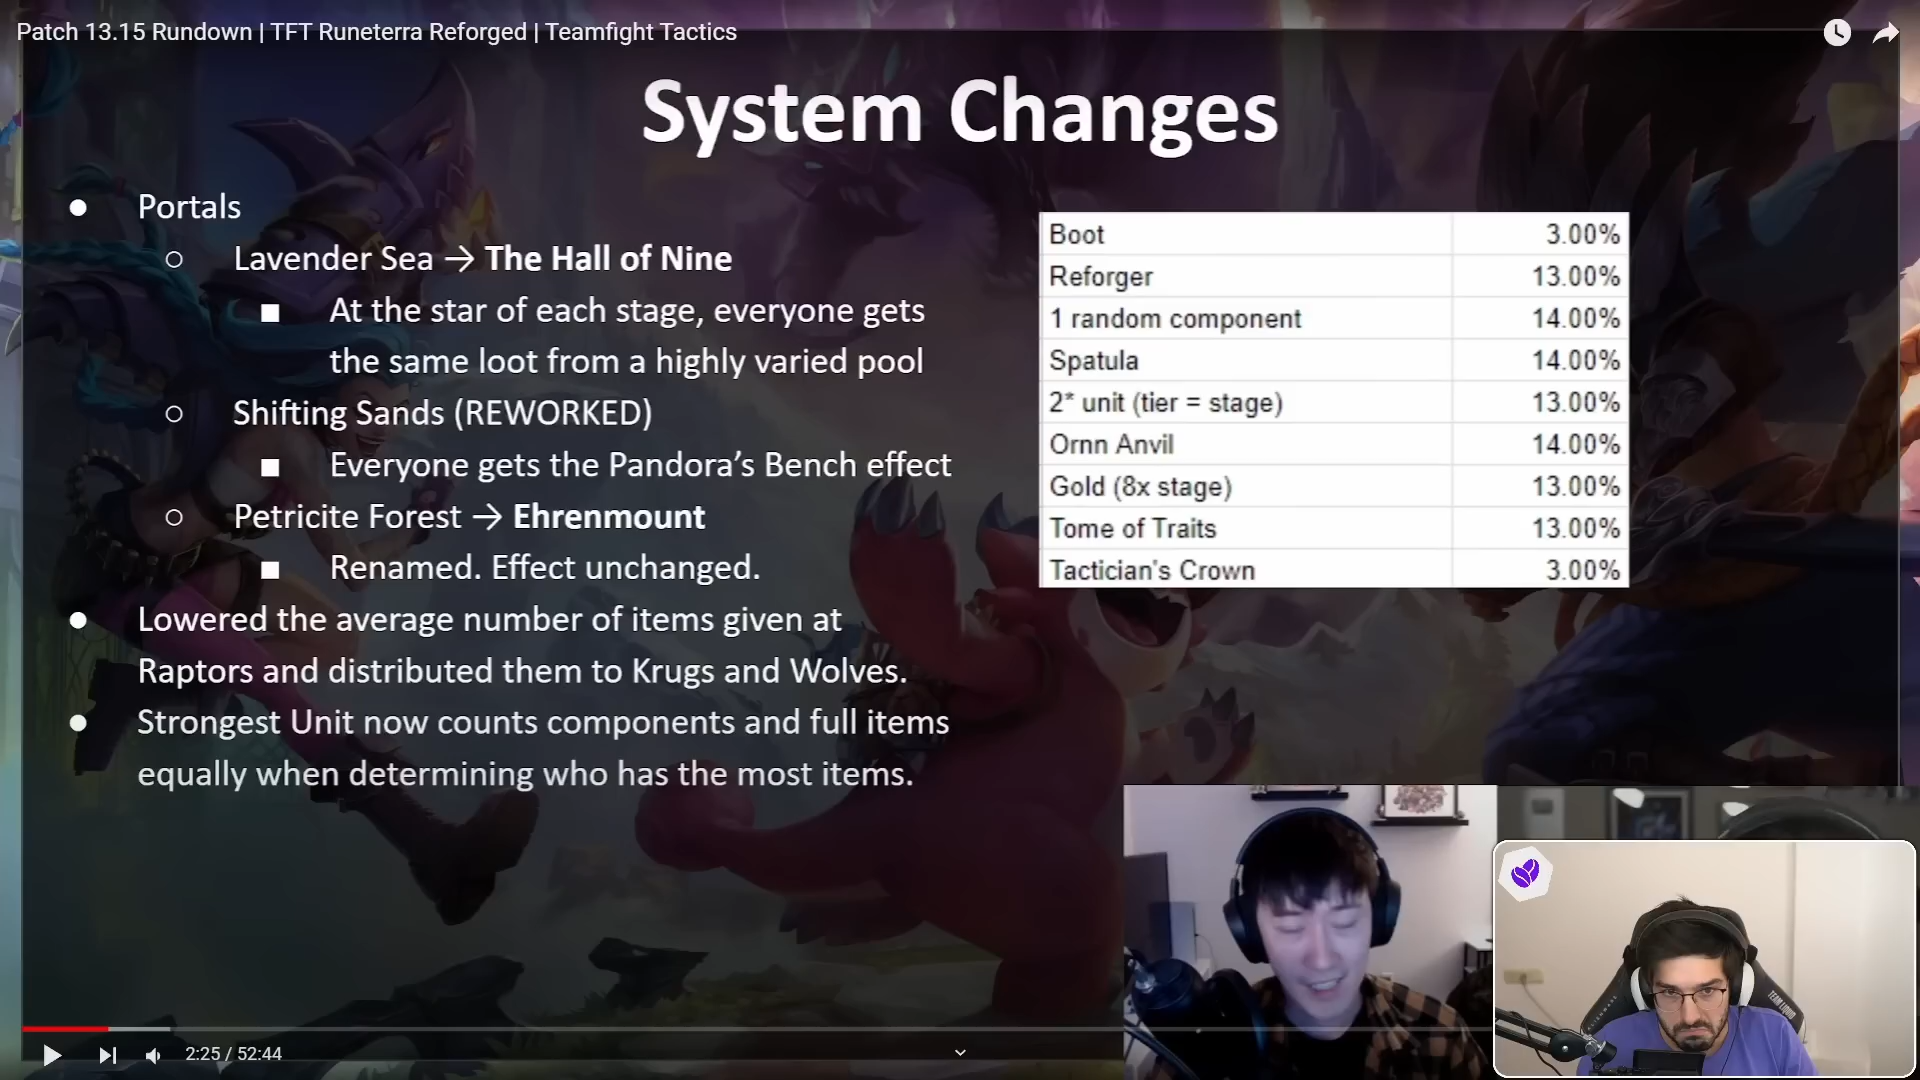 Patch 13.15 Rundown | TFT Runeterra Reforged | Teamfight Tactics
System Changes
Portals
Lavender Sea → The Hall of Nine
At the star of each stage, everyone gets
the same loot from a highly varied pool
Shifting Sands (REWORKED)
Everyone gets the Pandora’s Bench effect
Petricite Forest → Ehrenmount
Renamed. Effect unchanged.
Lowered the average number of items given at
Raptors and distributed them to Krugs and Wolves.
Strongest Unit now counts components and full items
equally when determining who has the most items.
Boot 3.00%
Reforger 13.00%
1 random component 14.00%
Spatula 14.00%
2* unit (tier = stage) 13.00%
Ornn Anvil 14.00%
Gold (8x stage) 13.00%
Tome of Traits 13.00%
Tactician's Crown 3.00%
TEAM LIQUID
2:25 / 52:44